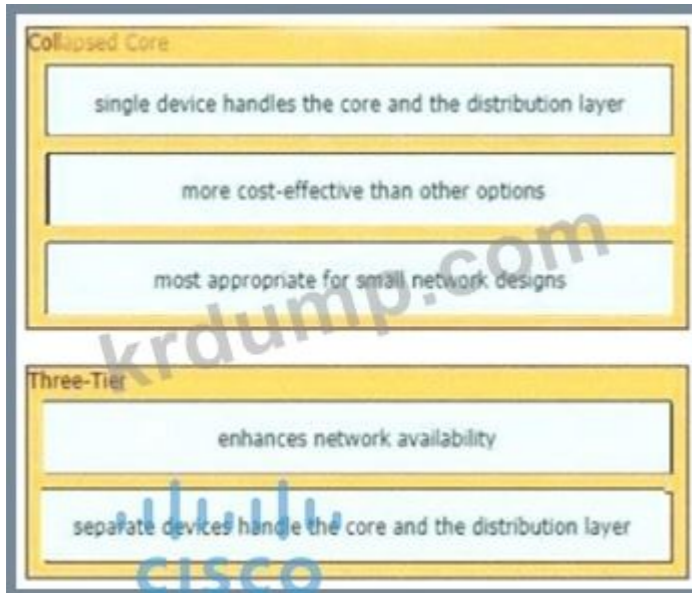 Collapsed Core
single device handles the core and the distribution layer
more cost-effective than other options
most appropriate for small network designs
krdump.com
Three-Tier
enhances network availability
separate devices handle the core and the distribution layer
CISCO